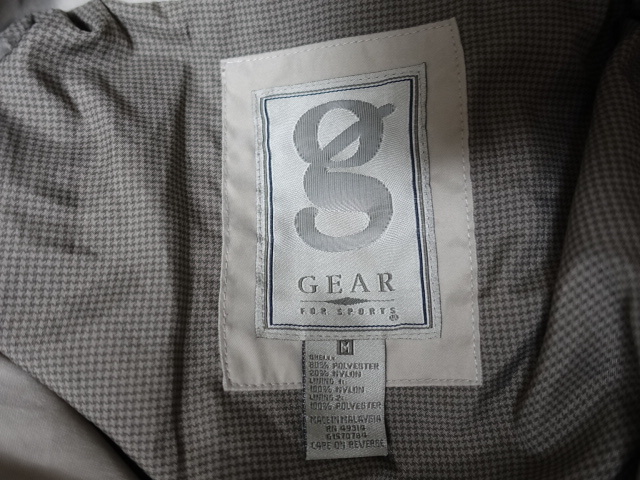 g
GEAR
FOR SPORTS®
M
SHELL:
80% POLYESTER
20% NYLON
LINING 1:
100% NYLON
LINING 2:
100% POLYESTER
MADE IN MALAYSIA
CARE ON REVERSE